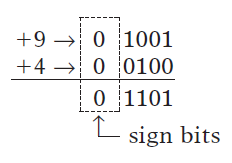 +9 → 0 1001
+4 → 0 0100
0 1101
sign bits